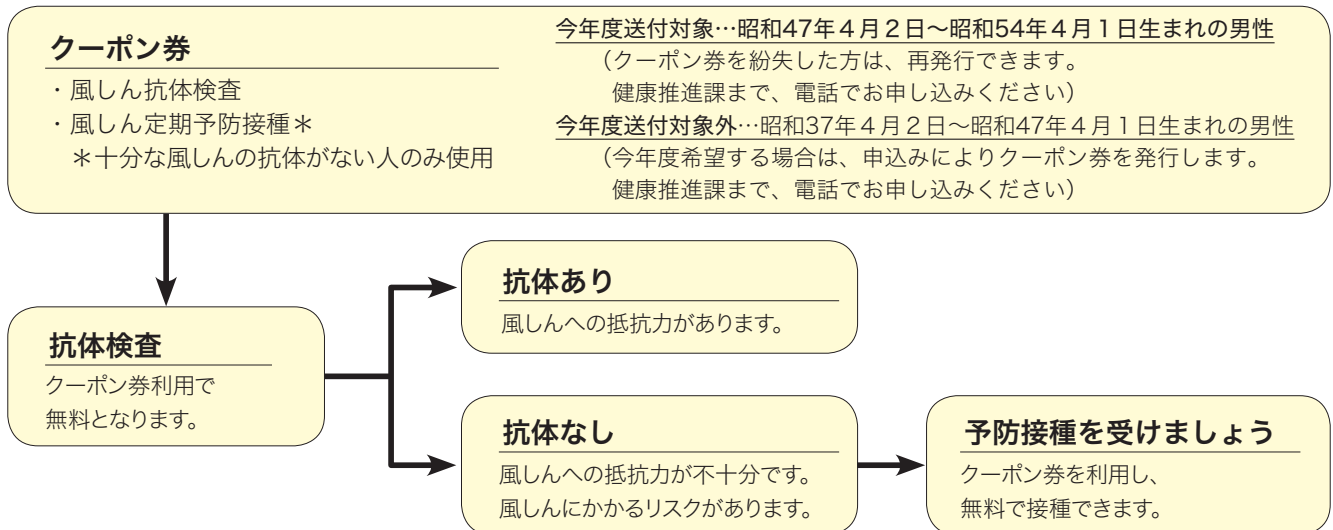 クーポン券
・風しん抗体検査
・風しん定期予防接種＊
＊十分な風しんの抗体がない人のみ使用
今年度送付対象…昭和47年４月２日～昭和54年４月１日生まれの男性
（クーポン券を紛失した方は、再発行できます。
健康推進課まで、電話でお申し込みください）
今年度送付対象外…昭和37年４月２日～昭和47年４月１日生まれの男性
（今年度希望する場合は、申込みによりクーポン券を発行します。
健康推進課まで、電話でお申し込みください）
抗体検査
クーポン券利用で
無料となります。
抗体あり
風しんへの抵抗力があります。
抗体なし
風しんへの抵抗力が不十分です。
風しんにかかるリスクがあります。
予防接種を受けましょう
クーポン券を利用し、
無料で接種できます。